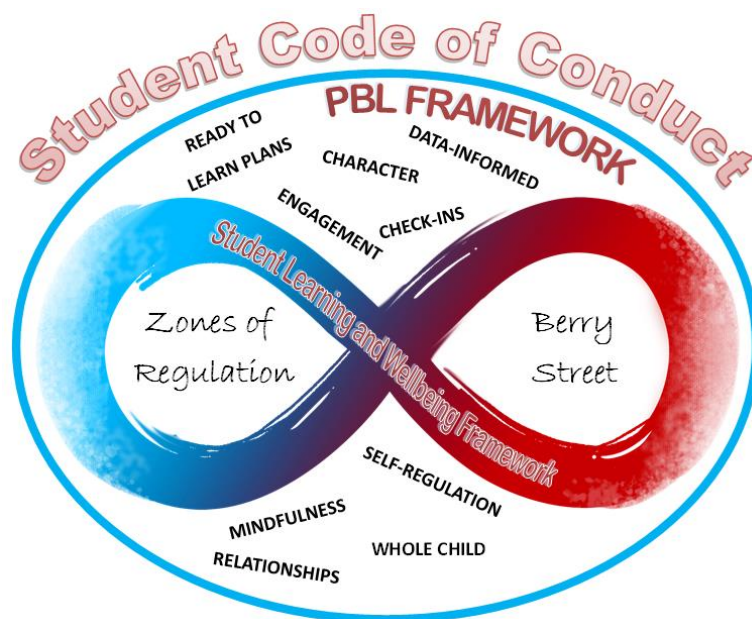 Student Code of Conduct
PBL FRAMEWORK
READY TO
LEARN PLANS
CHARACTER
DATA-INFORMED
ENGAGEMENT
CHECK-INS
Student Learning and Wellbeing Framework
Zones of
Regulation
Berry
Street
SELF-REGULATION
MINDFULNESS
RELATIONSHIPS
WHOLE CHILD